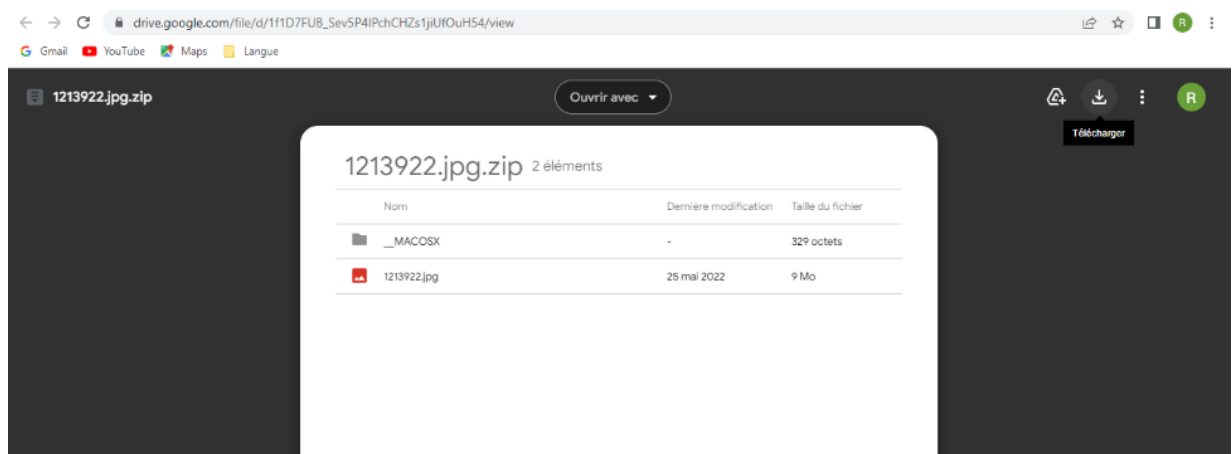 drive.google.com/file/d/1f1D7FUB_Sev5P4lPchCHZs1jiUfOuH54/view
R
Gmail YouTube Maps Langue
1213922.jpg.zip
Ouvrir avec
R
Télécharger
1213922.jpg.zip 2 éléments
Nom Dernière modification Taille du fichier
__MACOSX - 329 octets
1213922.jpg 25 mai 2022 9 Mo